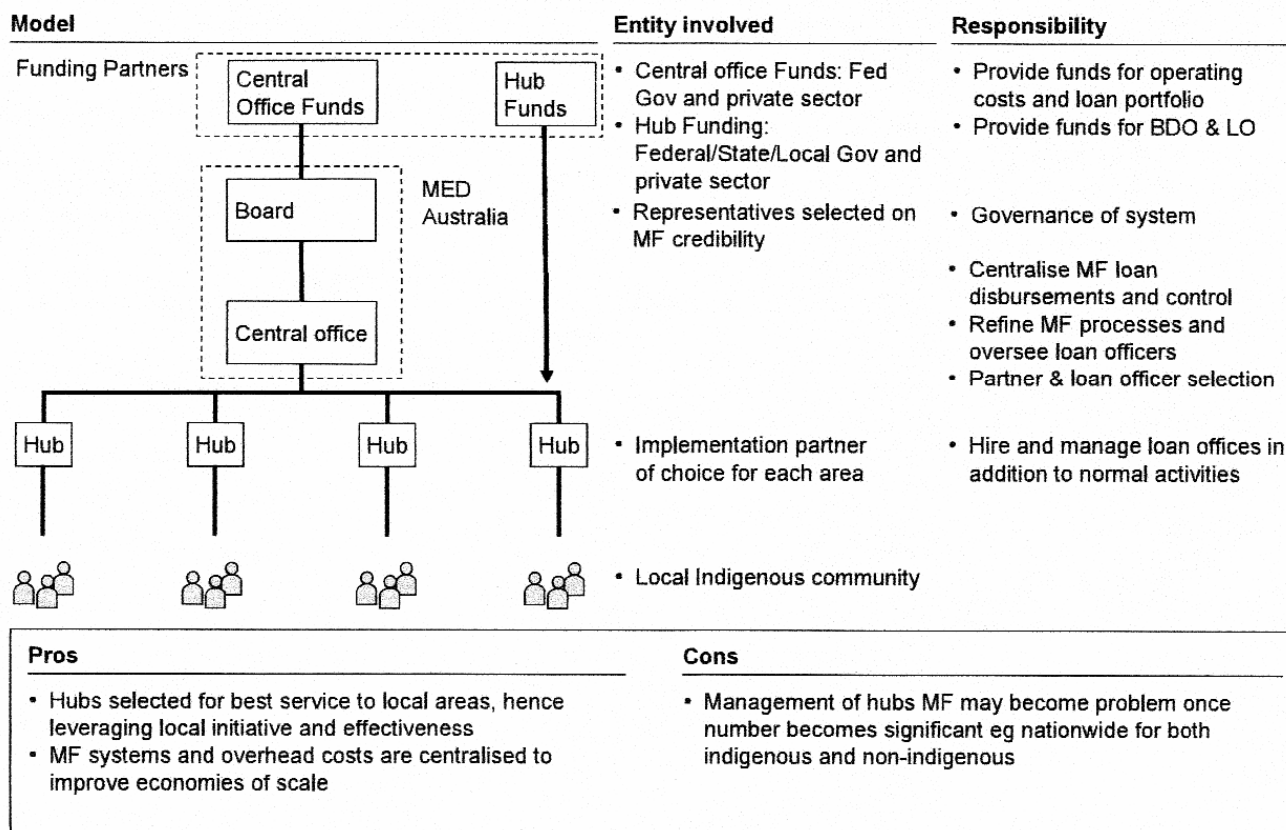 Model
Entity involved
Responsibility
Funding Partners
Central
Office Funds
Hub
Funds
• Central office Funds: Fed
Gov and private sector
• Hub Funding:
Federal/State/Local Gov and
private sector
• Provide funds for operating
costs and loan portfolio
• Provide funds for BDO & LO
Board
MED
Australia
• Representatives selected on
MF credibility
• Governance of system
Central office
• Centralise MF loan
disbursements and control
• Refine MF processes and
oversee loan officers
• Partner & loan officer selection
Hub
Hub
Hub
Hub
• Implementation partner
of choice for each area
• Hire and manage loan offices in
addition to normal activities
• Local Indigenous community
Pros
• Hubs selected for best service to local areas, hence
leveraging local initiative and effectiveness
• MF systems and overhead costs are centralised to
improve economies of scale
Cons
• Management of hubs MF may become problem once
number becomes significant eg nationwide for both
indigenous and non-indigenous